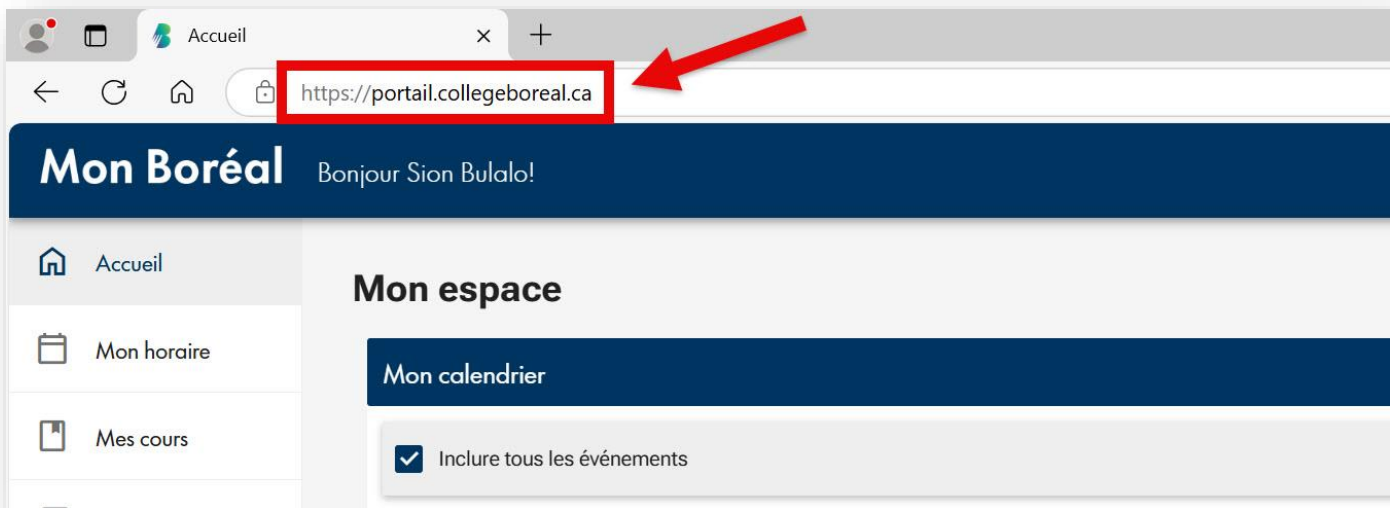 Accueil
https://portail.collegeboreal.ca
Mon Boréal Bonjour Sion Bulalo!
Accueil
Mon espace
Mon horaire
Mon calendrier
Mes cours
Inclure tous les événements